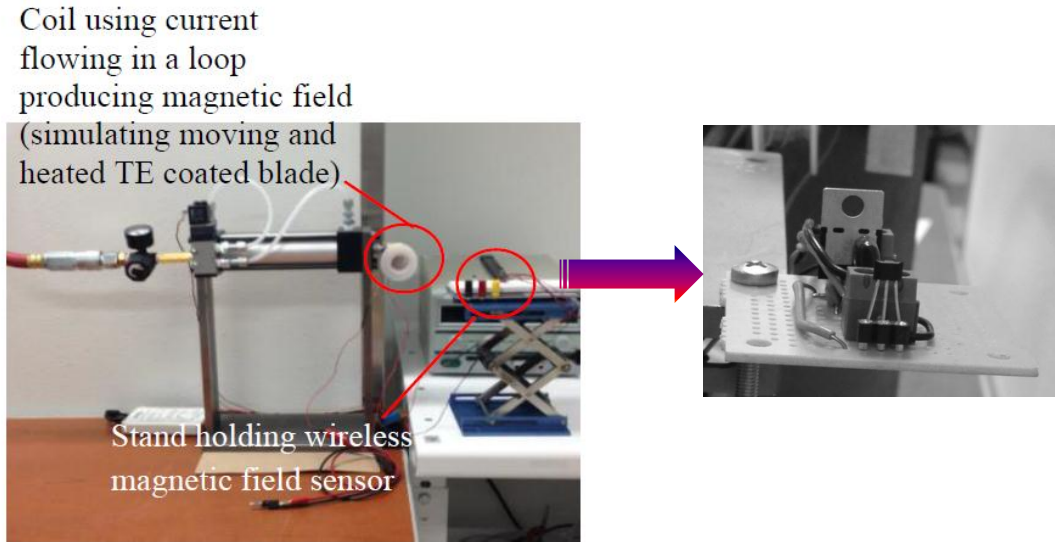 Coil using current
flowing in a loop
producing magnetic field
(simulating moving and
heated TE coated blade)
Stand holding wireless
magnetic field sensor